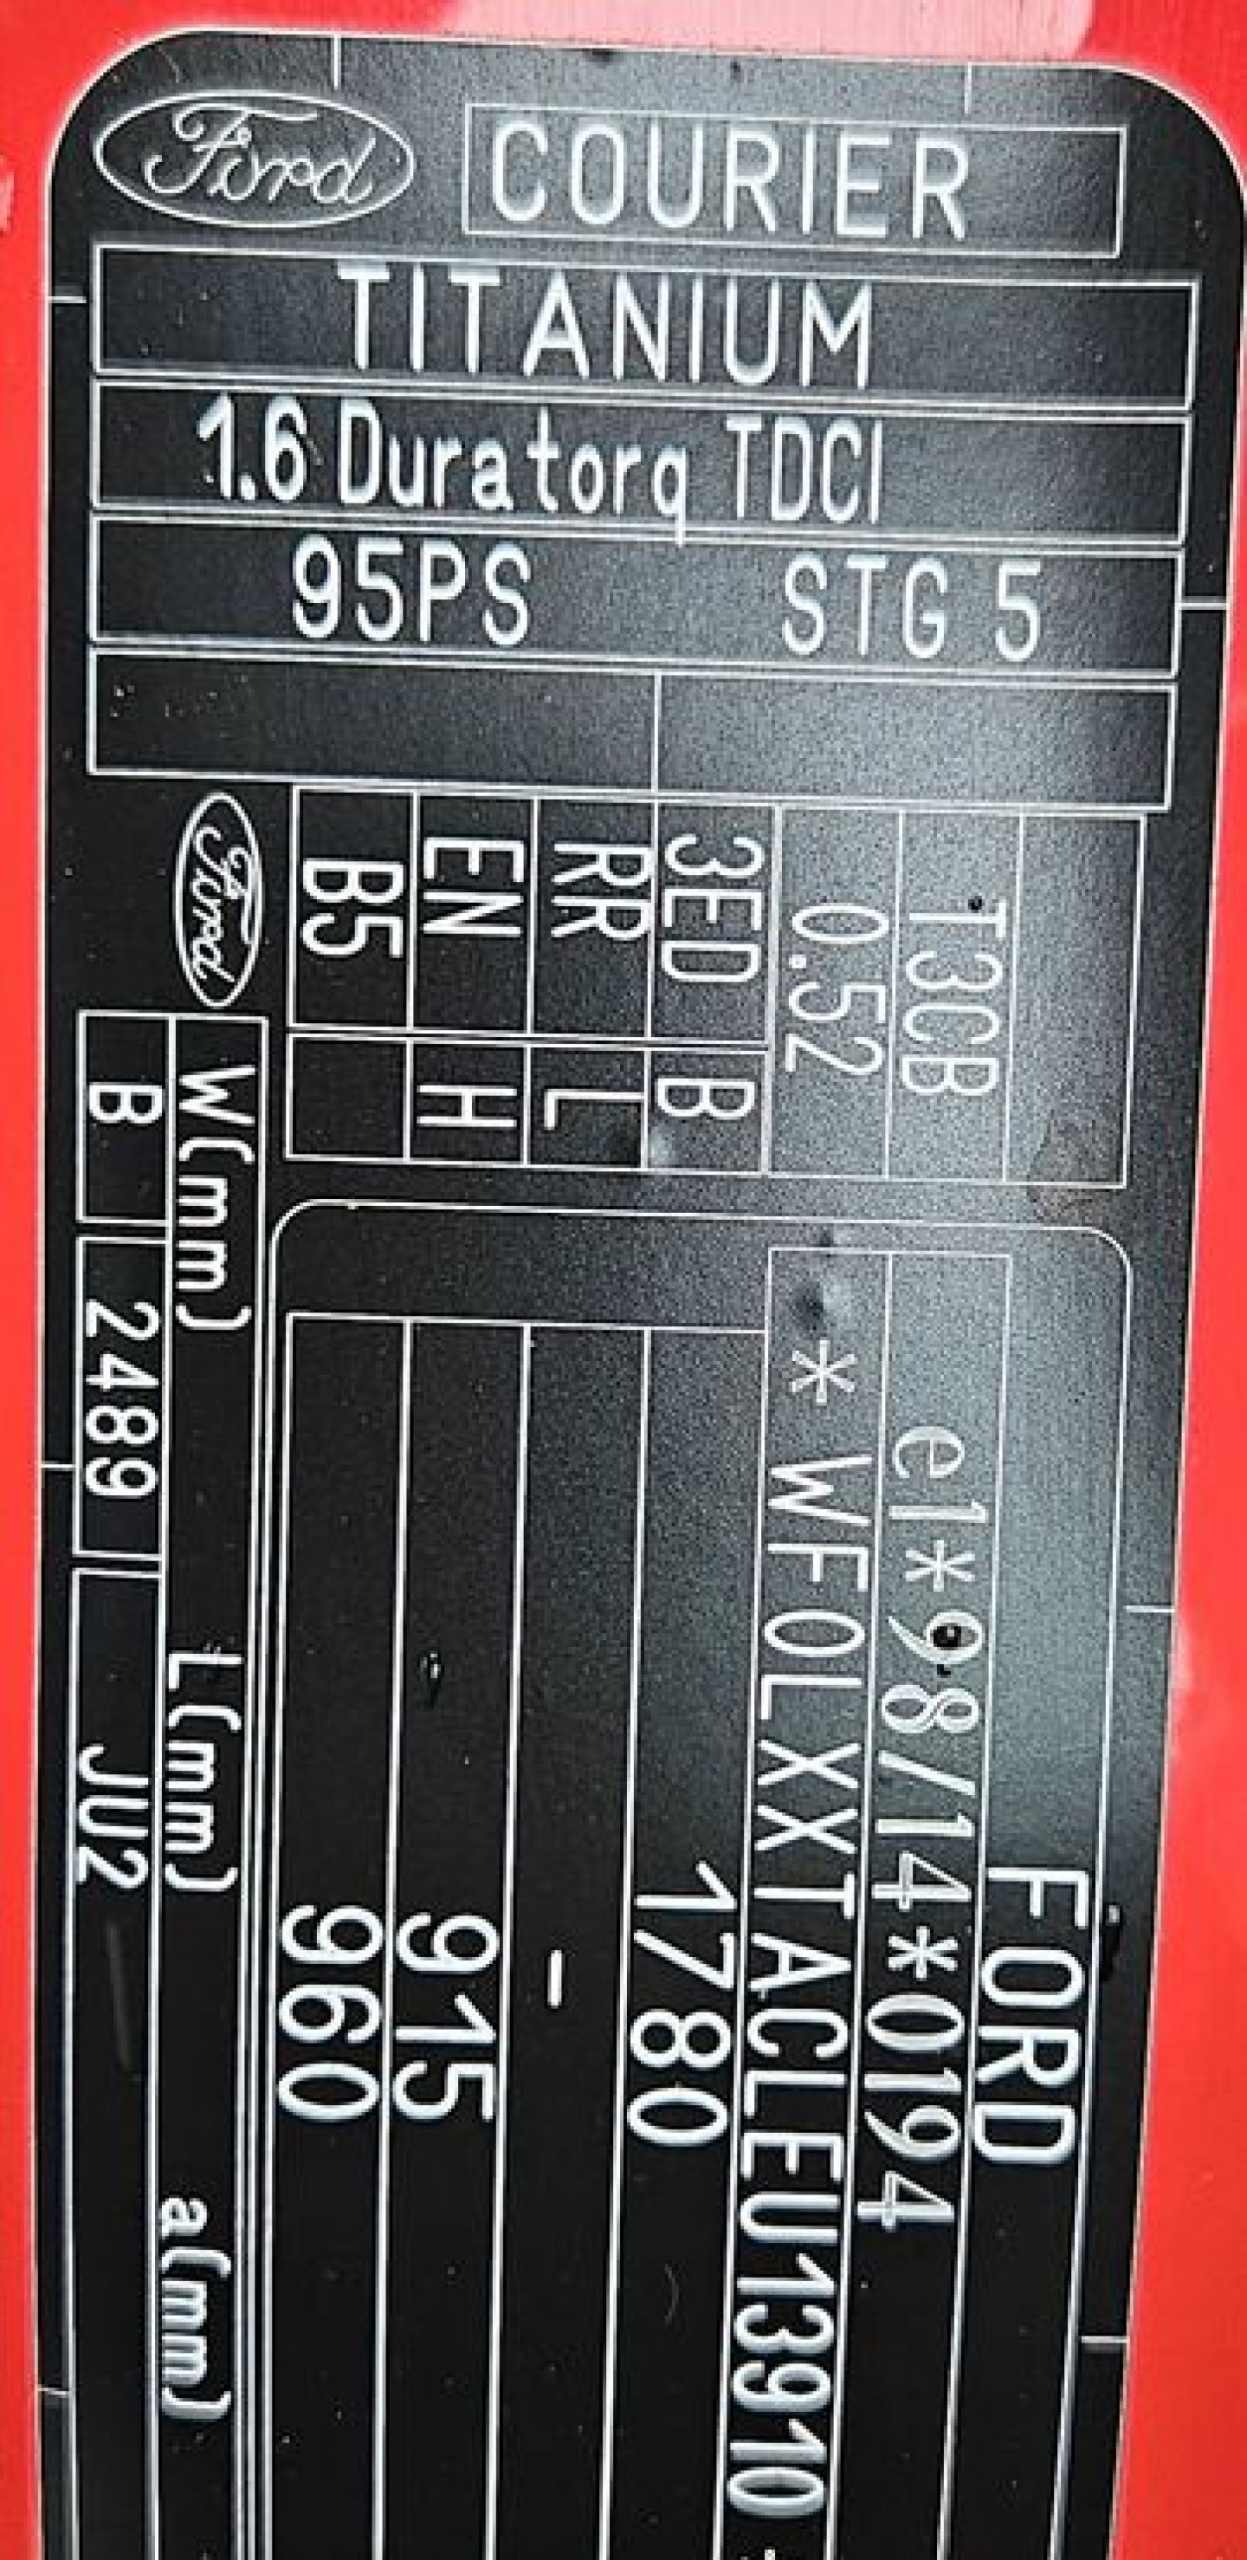 Ford COURIER
TITANIUM
1.6 Duratorq TDCI
95PS STG 5
T3CB
0.52
3ED B
RR L
EN H
B5
Ford
FORD
e1*98/14*0194
*WF0LXXTACLEU13910
1780
-
915
960
W(mm) L(mm) a(mm)
B 2489 JU2